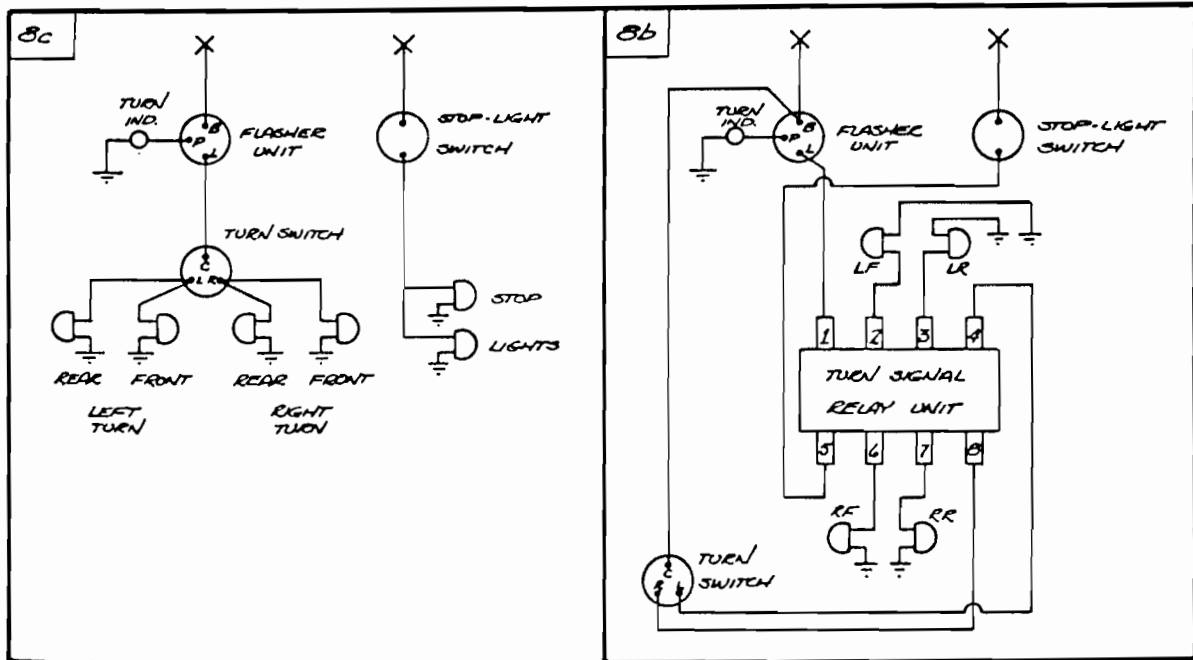 8c
TURN
IND.
B
P
L
FLASHER
UNIT
STOP-LIGHT
SWITCH
TURN SWITCH
C
L R
STOP
LIGHTS
REAR FRONT REAR FRONT
LEFT
TURN
RIGHT
TURN
8b
TURN
IND.
B
P
L
FLASHER
UNIT
STOP-LIGHT
SWITCH
LF LR
1 2 3 4
TURN SIGNAL
RELAY UNIT
5 6 7 8
RF RR
TURN
SWITCH
C
R L